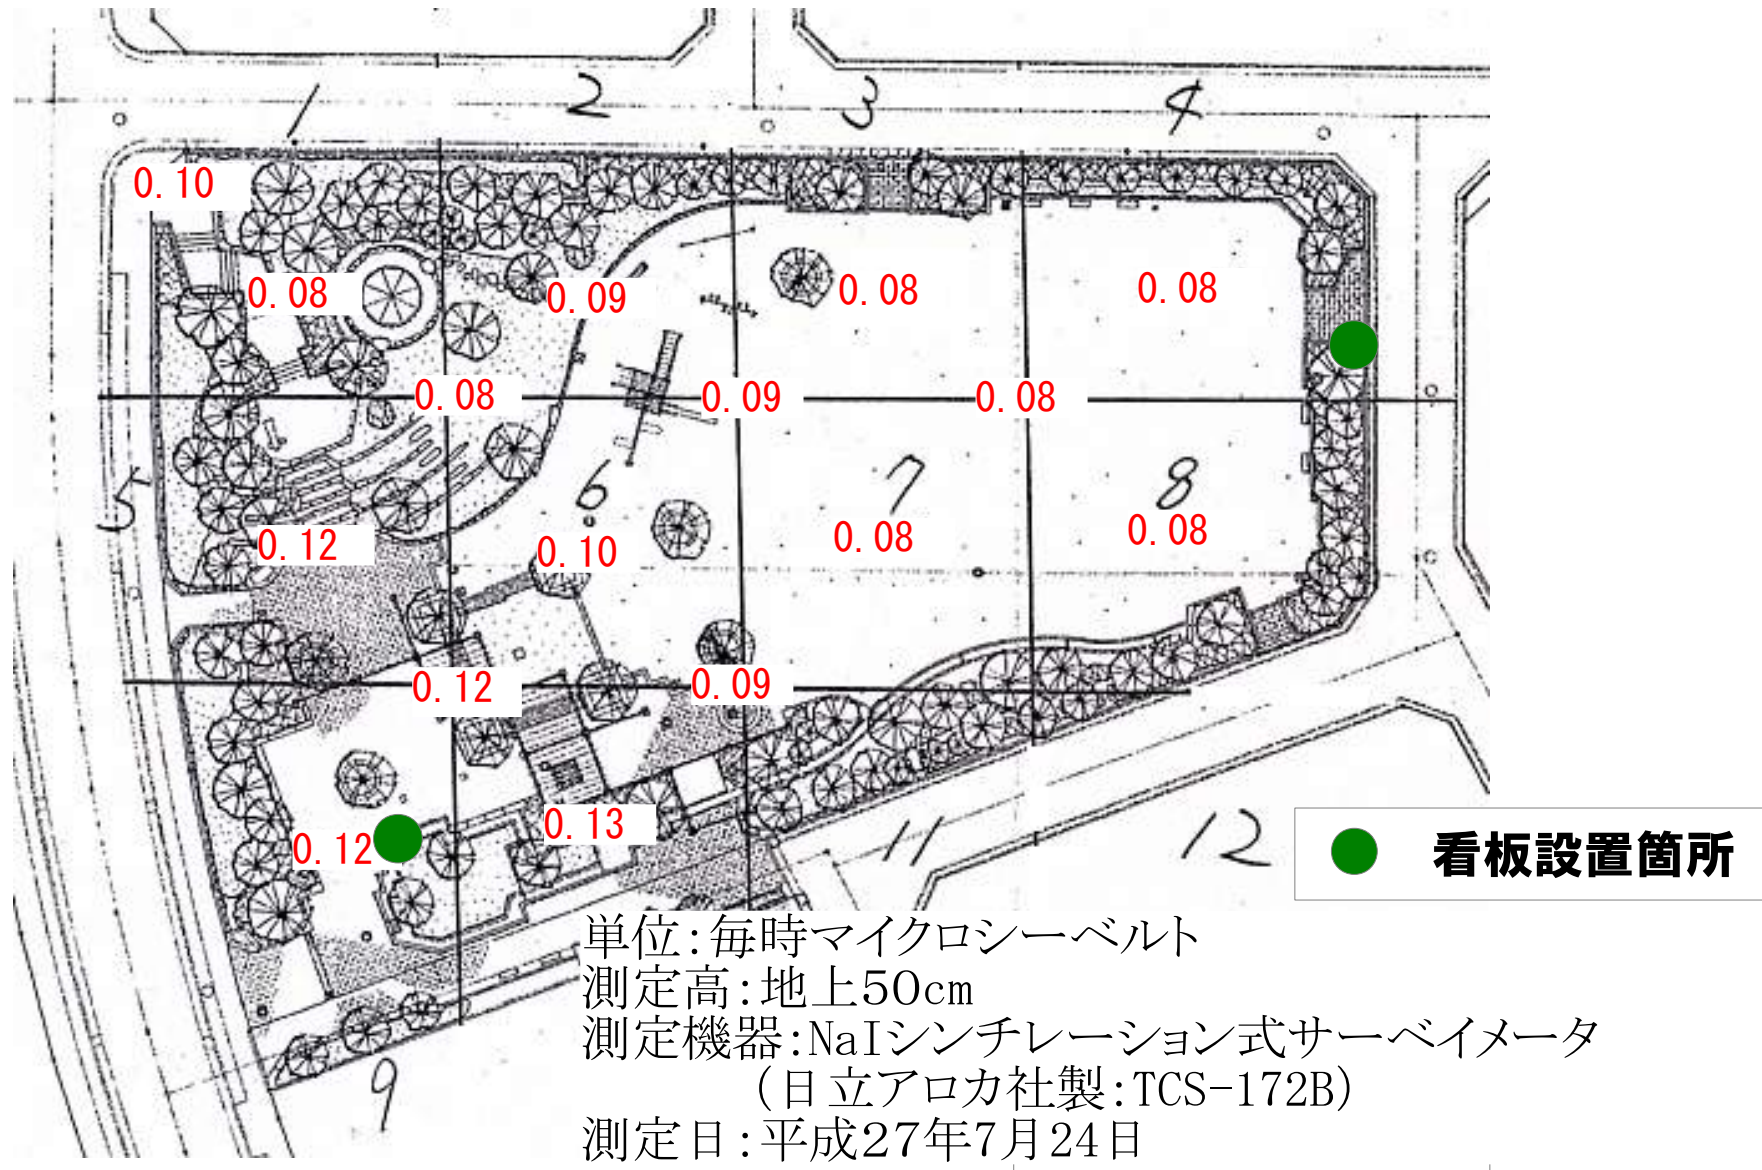 1 2 3 4
0.10
0.08 0.09 0.08 0.08
0.08 0.09 0.08
5 6 7 8
0.12 0.10 0.08 0.08
0.12 0.09
0.12 0.13
11 12
看板設置箇所
単位:毎時マイクロシーベルト
測定高:地上50cm
測定機器:NaIシンチレーション式サーベイメータ
(日立アロカ社製:TCS-172B)
測定日:平成27年7月24日
9